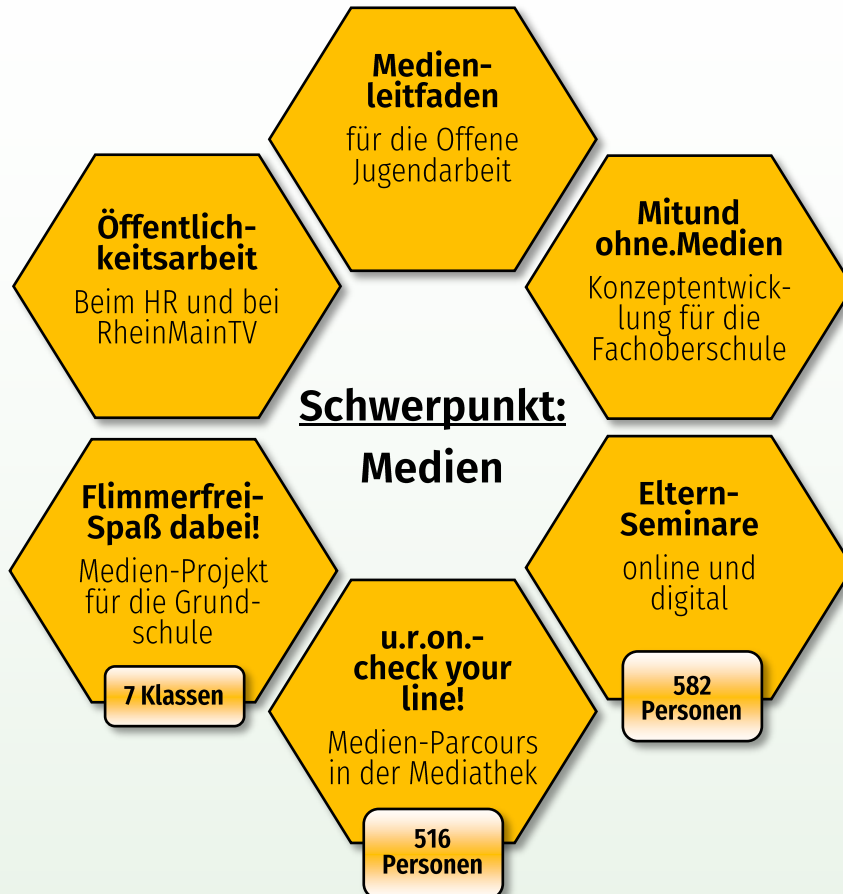 Medien-
leitfaden
für die Offene
Jugendarbeit
Öffentlich-
keitsarbeit
Beim HR und bei
RheinMainTV
Mitund
ohne.Medien
Konzeptentwick-
lung für die
Fachoberschule
Schwerpunkt:
Medien
Flimmerfrei-
Spaß dabei!
Medien-Projekt
für die Grund-
schule
7 Klassen
Eltern-
Seminare
online und
digital
582
Personen
u.r.on.-
check your
line!
Medien-Parcours
in der Mediathek
516
Personen